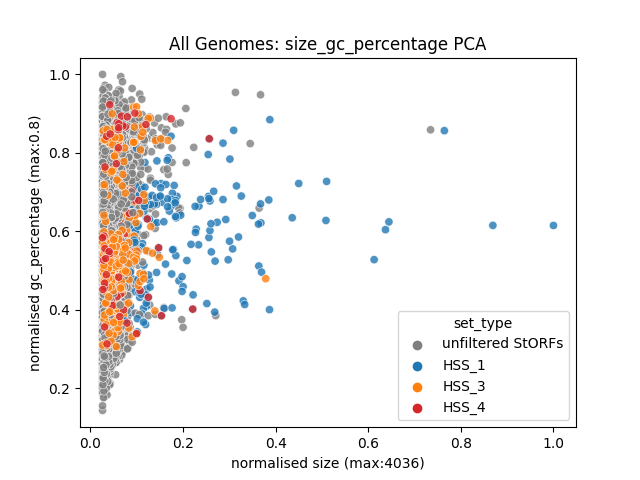 All Genomes: size_gc_percentage PCA
normalised gc_percentage (max:0.8)
1.0
0.8
0.6
0.4
0.2
set_type
unfiltered StORFs
HSS_1
HSS_3
HSS_4
0.0 0.2 0.4 0.6 0.8 1.0
normalised size (max:4036)